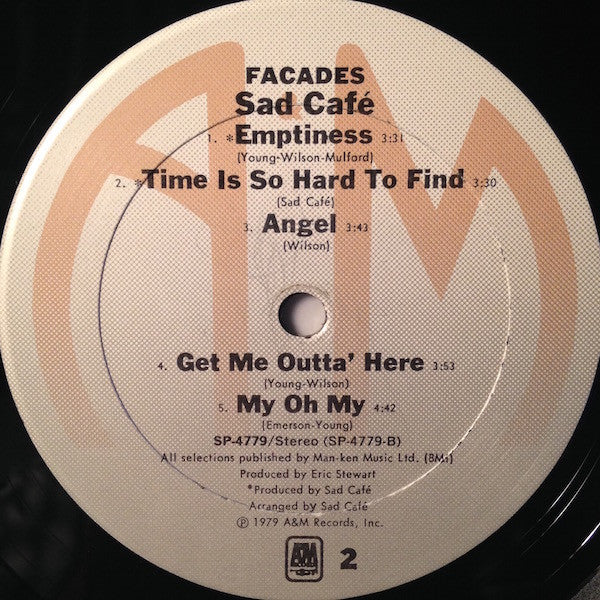 FACADES
Sad Café
1. *Emptiness 3:31
(Young-Wilson-Mulford)
2. *Time Is So Hard To Find 3:30
(Sad Café)
3. Angel 3:43
(Wilson)
4. Get Me Outta' Here 3:53
(Young-Wilson)
5. My Oh My 4:42
(Emerson-Young)
SP-4779/Stereo (SP-4779-B)
All selections published by Man-ken Music Ltd. (BMI)
Produced by Eric Stewart
*Produced by Sad Café
Arranged by Sad Café
℗ 1979 A&M Records, Inc.
A&M
2